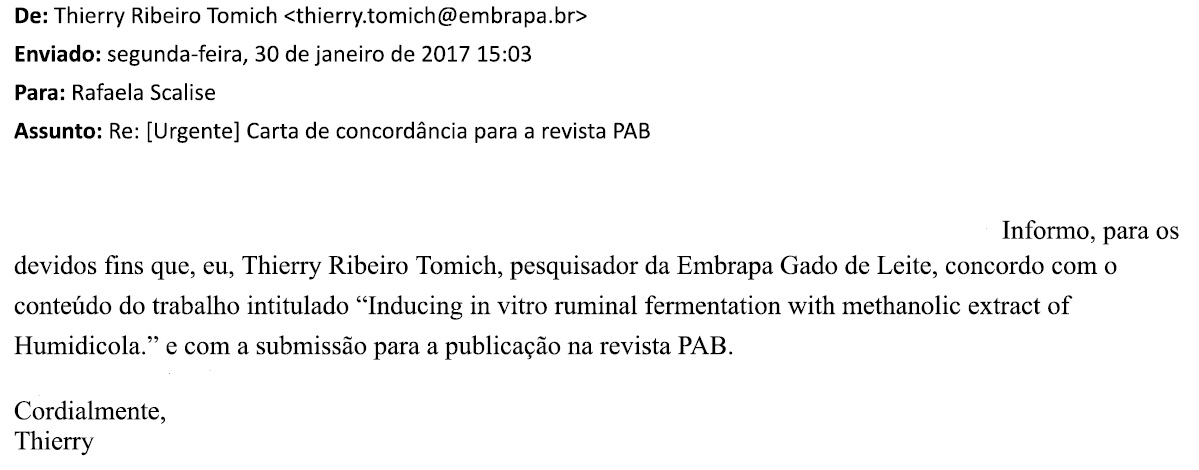 De: Thierry Ribeiro Tomich <thierry.tomich@embrapa.br>
Enviado: segunda-feira, 30 de janeiro de 2017 15:03
Para: Rafaela Scalise
Assunto: Re: [Urgente] Carta de concordância para a revista PAB
Informo, para os
devidos fins que, eu, Thierry Ribeiro Tomich, pesquisador da Embrapa Gado de Leite, concordo com o
conteúdo do trabalho intitulado “Inducing in vitro ruminal fermentation with methanolic extract of
Humidicola.” e com a submissão para a publicação na revista PAB.
Cordialmente,
Thierry